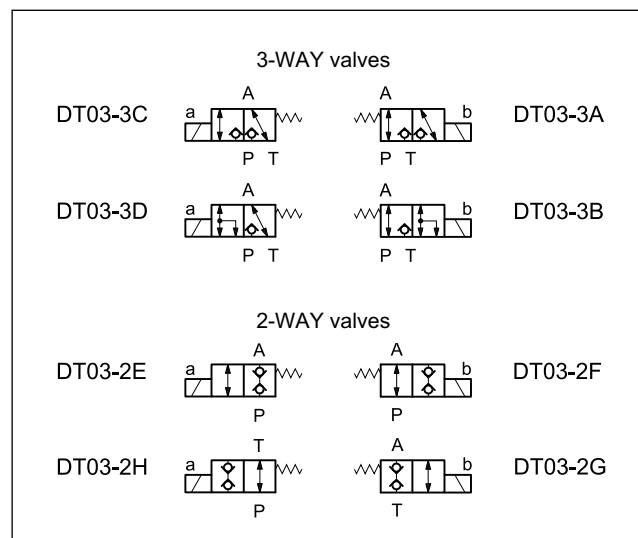 3-WAY valves
DT03-3C a A P T
A P T b DT03-3A
DT03-3D a A P T
A P T b DT03-3B
2-WAY valves
DT03-2E a A P
A P b DT03-2F
DT03-2H a T P
A T b DT03-2G